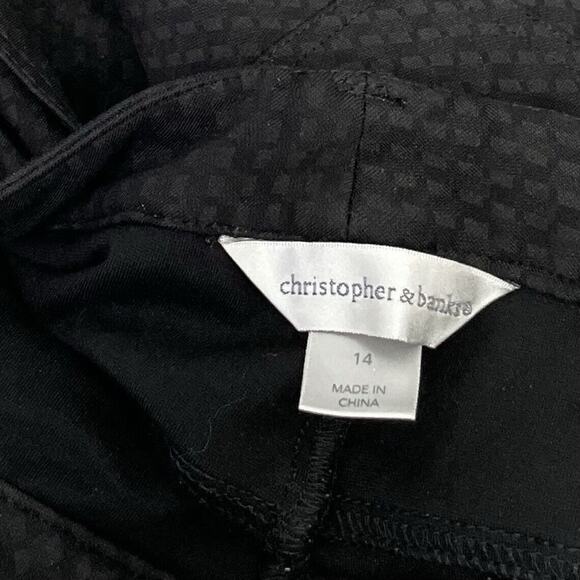 christopher & banks®
14
MADE IN
CHINA